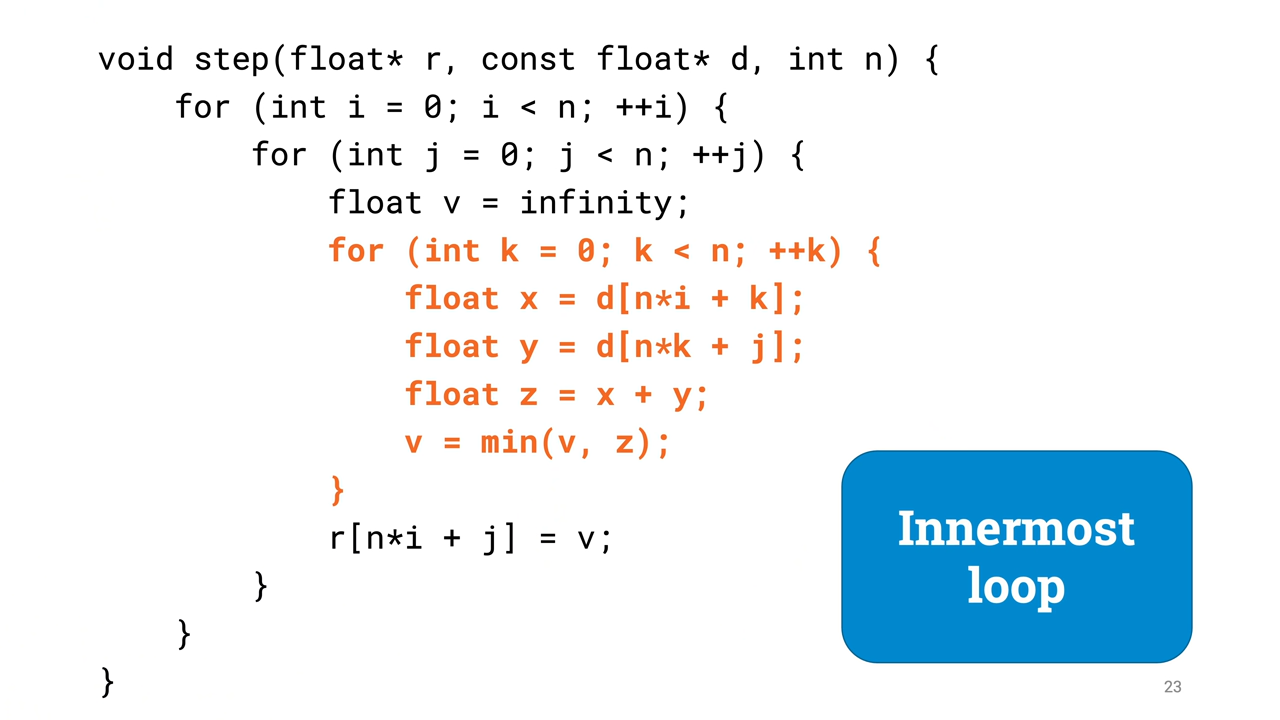 void step(float* r, const float* d, int n) {
    for (int i = 0; i < n; ++i) {
        for (int j = 0; j < n; ++j) {
            float v = infinity;
            for (int k = 0; k < n; ++k) {
                float x = d[n*i + k];
                float y = d[n*k + j];
                float z = x + y;
                v = min(v, z);
            }
            r[n*i + j] = v;
        }
    }
}
Innermost
loop
23